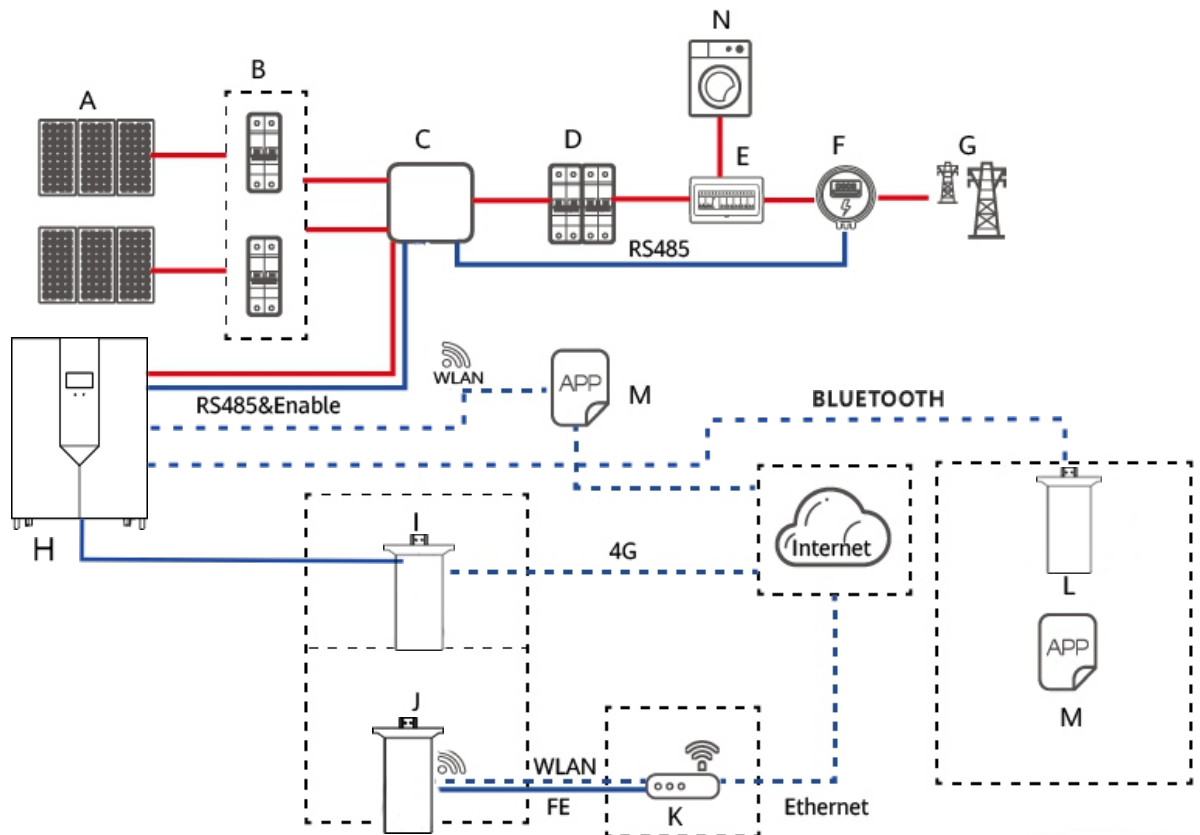 N
A
B
C
D
E
F
G
RS485
WLAN
APP
M
RS485&Enable
BLUETOOTH
H
I
4G
Internet
L
APP
M
J
WLAN
FE
K
Ethernet